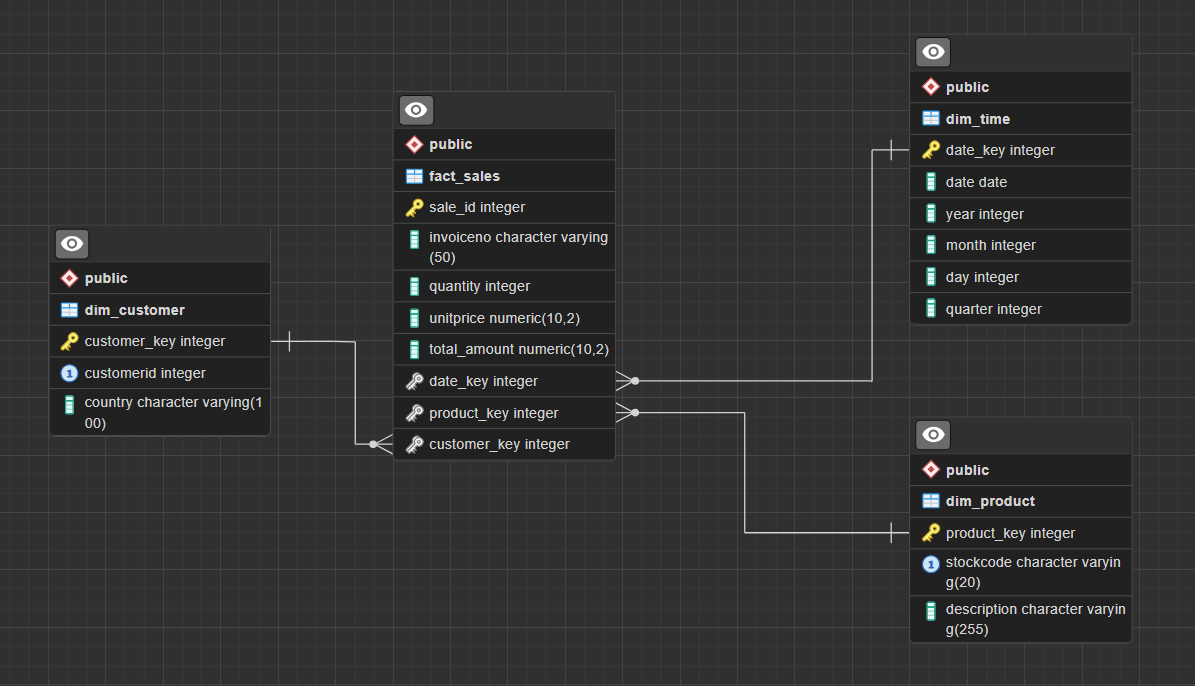 public
dim_customer
customer_key integer
customerid integer
country character varying(1
00)
public
fact_sales
sale_id integer
invoiceno character varying
(50)
quantity integer
unitprice numeric(10,2)
total_amount numeric(10,2)
date_key integer
product_key integer
customer_key integer
public
dim_time
date_key integer
date date
year integer
month integer
day integer
quarter integer
public
dim_product
product_key integer
1
stockcode character varyin
g(20)
description character varyin
g(255)